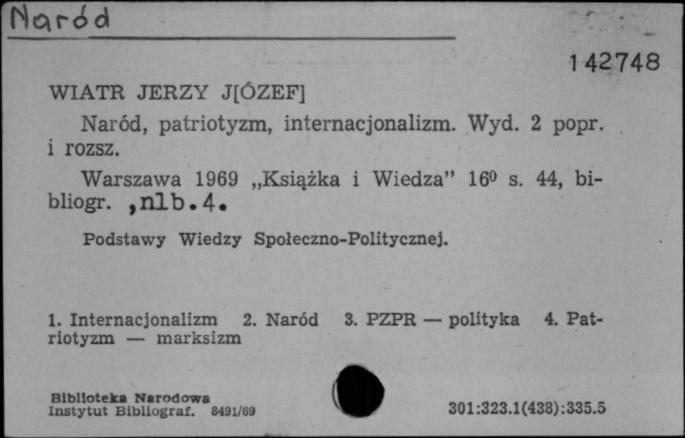 Naród
142748
WIATR JERZY J[ÓZEF]
Naród, patriotyzm, internacjonalizm. Wyd. 2 popr.
i rozsz.
Warszawa 1969 „Książka i Wiedza” 16⁰ s. 44, bi-
bliogr. ,nlb.4.
Podstawy Wiedzy Społeczno-Politycznej.
1. Internacjonalizm 2. Naród 3. PZPR — polityka 4. Pat-
riotyzm — marksizm
Biblioteka Narodowa
Instytut Bibliograf. 8491/69
301:323.1(438):335.5